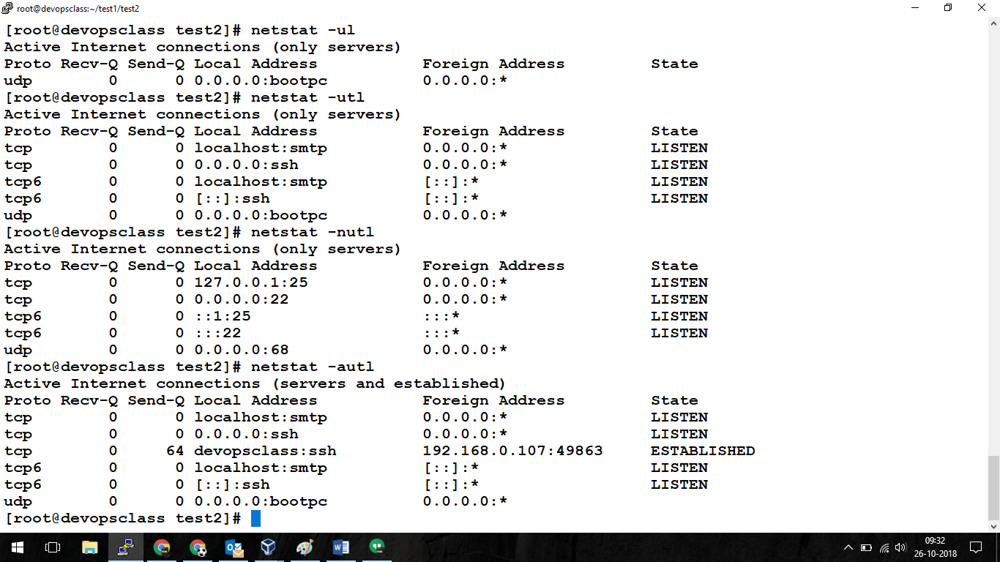 root@devopsclass:~/test1/test2
[root@devopsclass test2]# netstat -ul
Active Internet connections (only servers)
Proto Recv-Q Send-Q Local Address           Foreign Address         State
udp        0      0 0.0.0.0:bootpc          0.0.0.0:*
[root@devopsclass test2]# netstat -utl
Active Internet connections (only servers)
Proto Recv-Q Send-Q Local Address           Foreign Address         State
tcp        0      0 localhost:smtp          0.0.0.0:*               LISTEN
tcp        0      0 0.0.0.0:ssh             0.0.0.0:*               LISTEN
tcp6       0      0 localhost:smtp          [::]:*                  LISTEN
tcp6       0      0 [::]:ssh                [::]:*                  LISTEN
udp        0      0 0.0.0.0:bootpc          0.0.0.0:*
[root@devopsclass test2]# netstat -nutl
Active Internet connections (only servers)
Proto Recv-Q Send-Q Local Address           Foreign Address         State
tcp        0      0 127.0.0.1:25            0.0.0.0:*               LISTEN
tcp        0      0 0.0.0.0:22              0.0.0.0:*               LISTEN
tcp6       0      0 ::1:25                  :::*                    LISTEN
tcp6       0      0 :::22                   :::*                    LISTEN
udp        0      0 0.0.0.0:68              0.0.0.0:*
[root@devopsclass test2]# netstat -autl
Active Internet connections (servers and established)
Proto Recv-Q Send-Q Local Address           Foreign Address         State
tcp        0      0 localhost:smtp          0.0.0.0:*               LISTEN
tcp        0      0 0.0.0.0:ssh             0.0.0.0:*               LISTEN
tcp        0     64 devopsclass:ssh         192.168.0.107:49863     ESTABLISHED
tcp6       0      0 localhost:smtp          [::]:*                  LISTEN
tcp6       0      0 [::]:ssh                [::]:*                  LISTEN
udp        0      0 0.0.0.0:bootpc          0.0.0.0:*
[root@devopsclass test2]#
09:32
26-10-2018